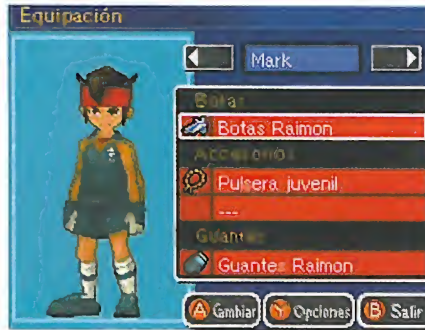 Equipación
Mark
Botas
Botas Raimon
Accesorios
Pulsera juvenil
---
Guantes
Guantes Raimon
A Cambiar Y Opciones B Salir